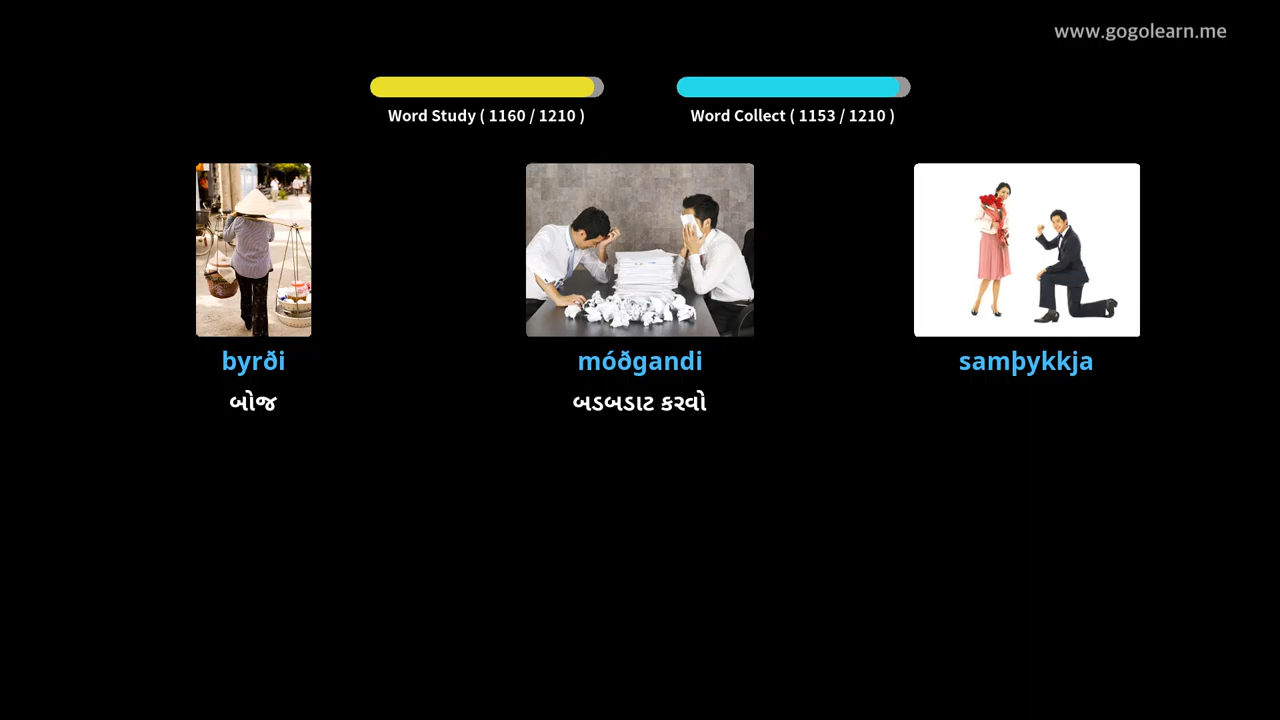 www.gogolearn.me
Word Study ( 1160 / 1210 )
Word Collect ( 1153 / 1210 )
byrði
móðgandi
samþykkja
બોજ
બડબડાટ કરવો